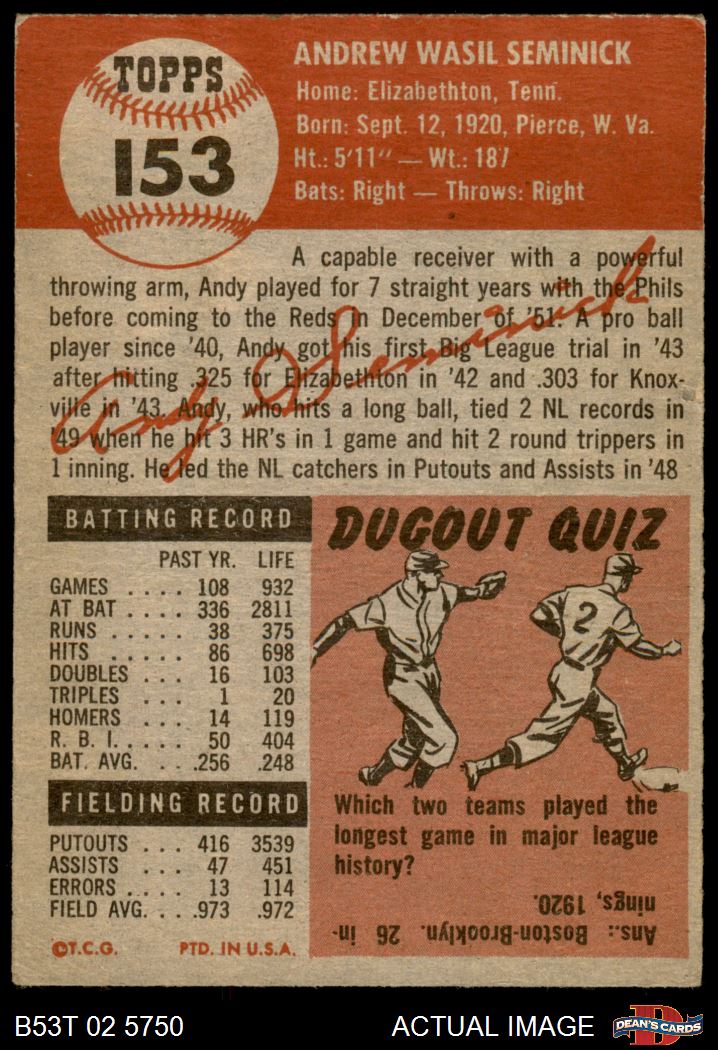 TOPPS
153
ANDREW WASIL SEMINICK
Home: Elizabethton, Tenn.
Born: Sept. 12, 1920, Pierce, W. Va.
Ht.: 5'11" — Wt.: 187
Bats: Right — Throws: Right
A capable receiver with a powerful
throwing arm, Andy played for 7 straight years with the Phils
before coming to the Reds in December of '51. A pro ball
player since '40, Andy got his first Big League trial in '43
after hitting .325 for Elizabethton in '42 and .303 for Knox-
ville in '43. Andy, who hits a long ball, tied 2 NL records in
'49 when he hit 3 HR's in 1 game and hit 2 round trippers in
1 inning. He led the NL catchers in Putouts and Assists in '48
Andy Seminick
BATTING RECORD
PAST YR. LIFE
GAMES .... 108 932
AT BAT .... 336 2811
RUNS ..... 38 375
HITS ..... 86 698
DOUBLES ... 16 103
TRIPLES ... 1 20
HOMERS ... 14 119
R. B. I. .... 50 404
BAT. AVG. ... .256 .248
FIELDING RECORD
PUTOUTS ... 416 3539
ASSISTS ... 47 451
ERRORS .... 13 114
FIELD AVG. .. .973 .972
©T.C.G. PTD. IN U.S.A.
DUGOUT QUIZ
2
Which two teams played the
longest game in major league
history?
Ans.: Boston-Brooklyn. 26 in-
nings, 1920.
B53T 02 5750 ACTUAL IMAGE
D
DEAN'S CARDS